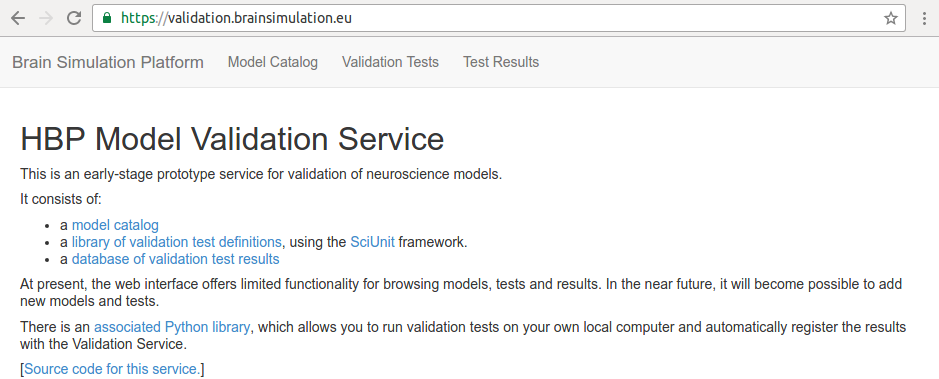 https://validation.brainsimulation.eu
Brain Simulation Platform Model Catalog Validation Tests Test Results
HBP Model Validation Service
This is an early-stage prototype service for validation of neuroscience models.
It consists of:
• a model catalog
• a library of validation test definitions, using the SciUnit framework.
• a database of validation test results
At present, the web interface offers limited functionality for browsing models, tests and results. In the near future, it will become possible to add
new models and tests.
There is an associated Python library, which allows you to run validation tests on your own local computer and automatically register the results
with the Validation Service.
[Source code for this service.]